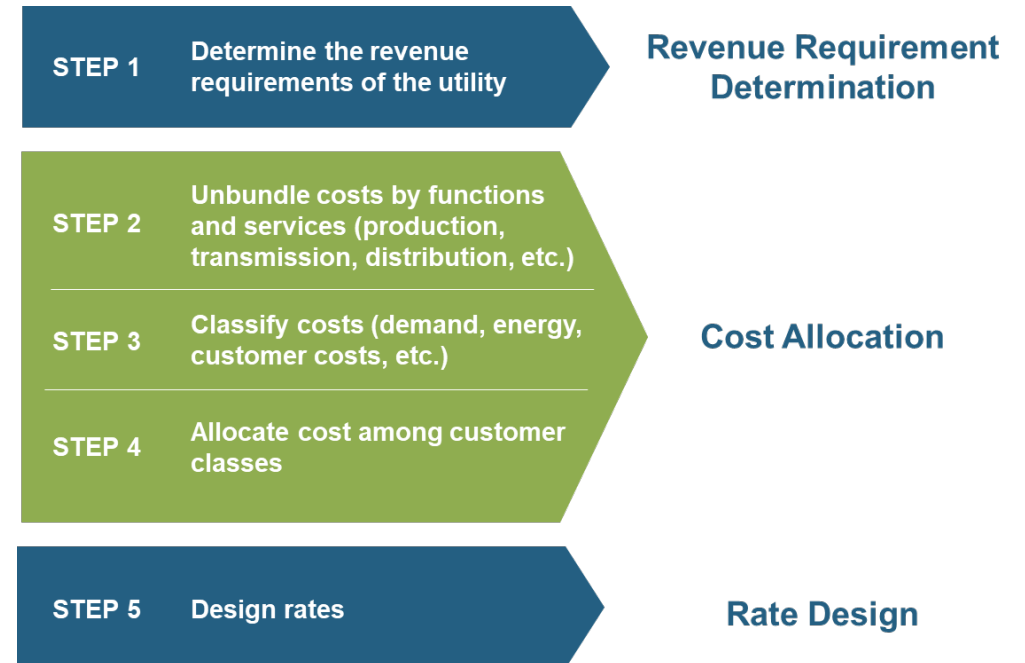 STEP 1
Determine the revenue
requirements of the utility
Revenue Requirement
Determination
STEP 2
Unbundle costs by functions
and services (production,
transmission, distribution, etc.)
STEP 3
Classify costs (demand, energy,
customer costs, etc.)
STEP 4
Allocate cost among customer
classes
Cost Allocation
STEP 5
Design rates
Rate Design